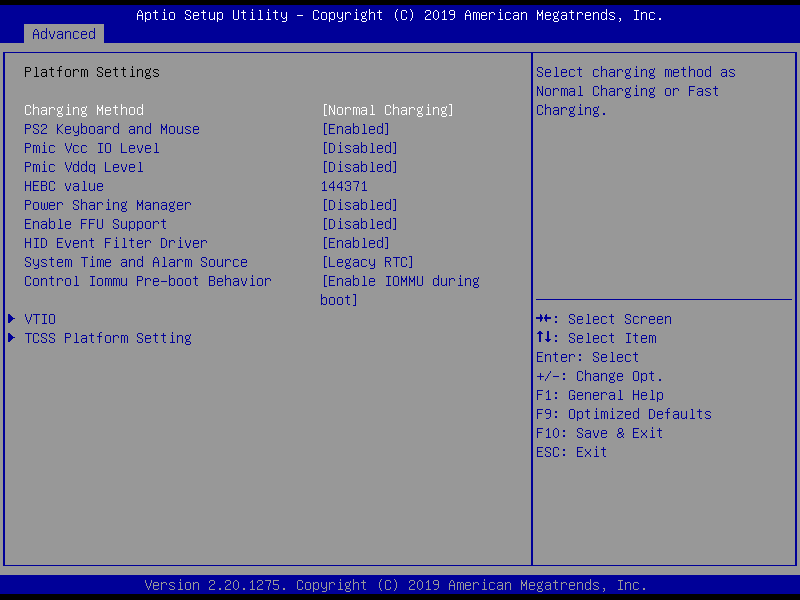 Aptio Setup Utility – Copyright (C) 2019 American Megatrends, Inc.
Advanced
Platform Settings
Charging Method [Normal Charging]
PS2 Keyboard and Mouse [Enabled]
Pmic Vcc IO Level [Disabled]
Pmic Vddq Level [Disabled]
HEBC value 144371
Power Sharing Manager [Disabled]
Enable FFU Support [Disabled]
HID Event Filter Driver [Enabled]
System Time and Alarm Source [Legacy RTC]
Control Iommu Pre-boot Behavior [Enable IOMMU during
boot]
VTIO
TCSS Platform Setting
Select charging method as
Normal Charging or Fast
Charging.
→←: Select Screen
↑↓: Select Item
Enter: Select
+/-: Change Opt.
F1: General Help
F9: Optimized Defaults
F10: Save & Exit
ESC: Exit
Version 2.20.1275. Copyright (C) 2019 American Megatrends, Inc.